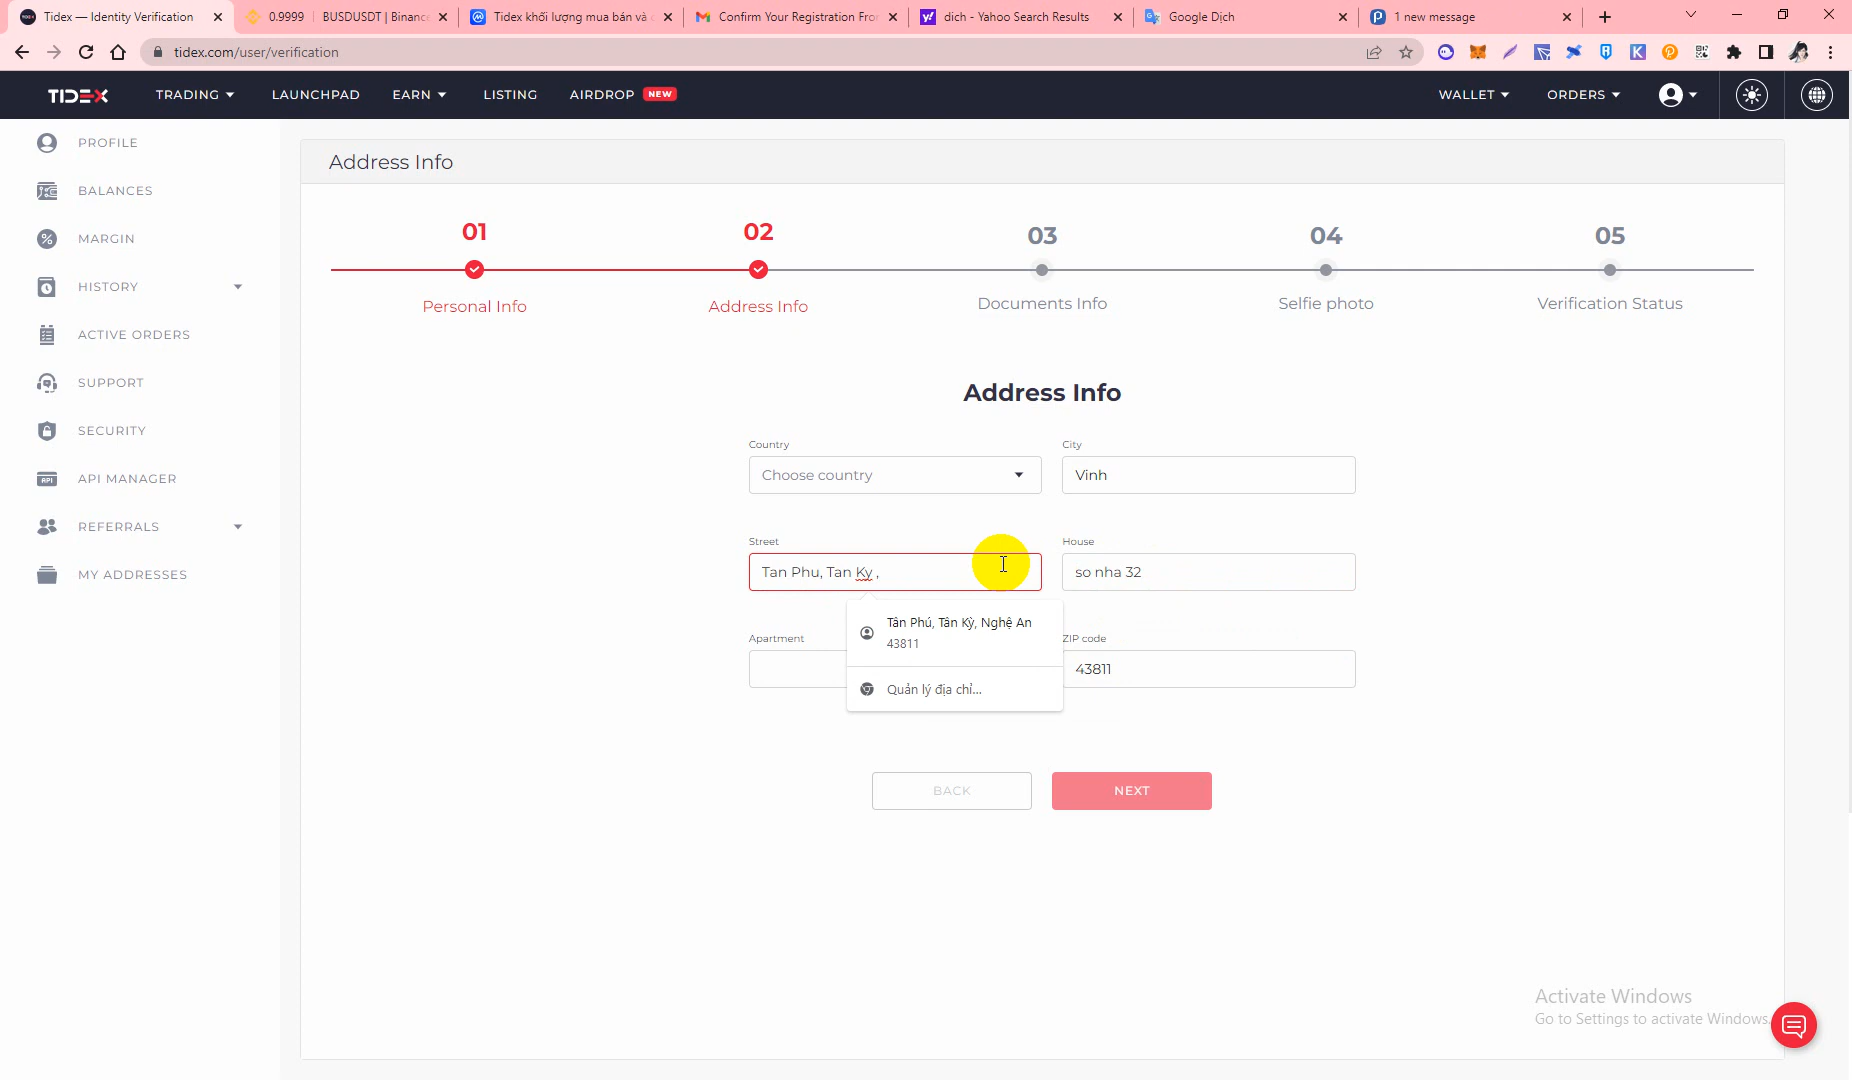 Tidex — Identity Verification
0.9999 | BUSDUSDT | Binance
Tidex khối lượng mua bán và
Confirm Your Registration Fro
dich - Yahoo Search Results
Google Dịch
1 new message
tidex.com/user/verification
TIDEX
TRADING
LAUNCHPAD
EARN
LISTING
AIRDROP
NEW
WALLET
ORDERS
PROFILE
BALANCES
MARGIN
HISTORY
ACTIVE ORDERS
SUPPORT
SECURITY
API MANAGER
REFERRALS
MY ADDRESSES
Address Info
01
02
03
04
05
Personal Info
Address Info
Documents Info
Selfie photo
Verification Status
Address Info
Country
City
Choose country
Vinh
Street
House
Tan Phu, Tan Ky ,
so nha 32
Tân Phú, Tân Kỳ, Nghệ An
43811
Apartment
ZIP code
43811
Quản lý địa chỉ...
BACK
NEXT
Activate Windows
Go to Settings to activate Windows.